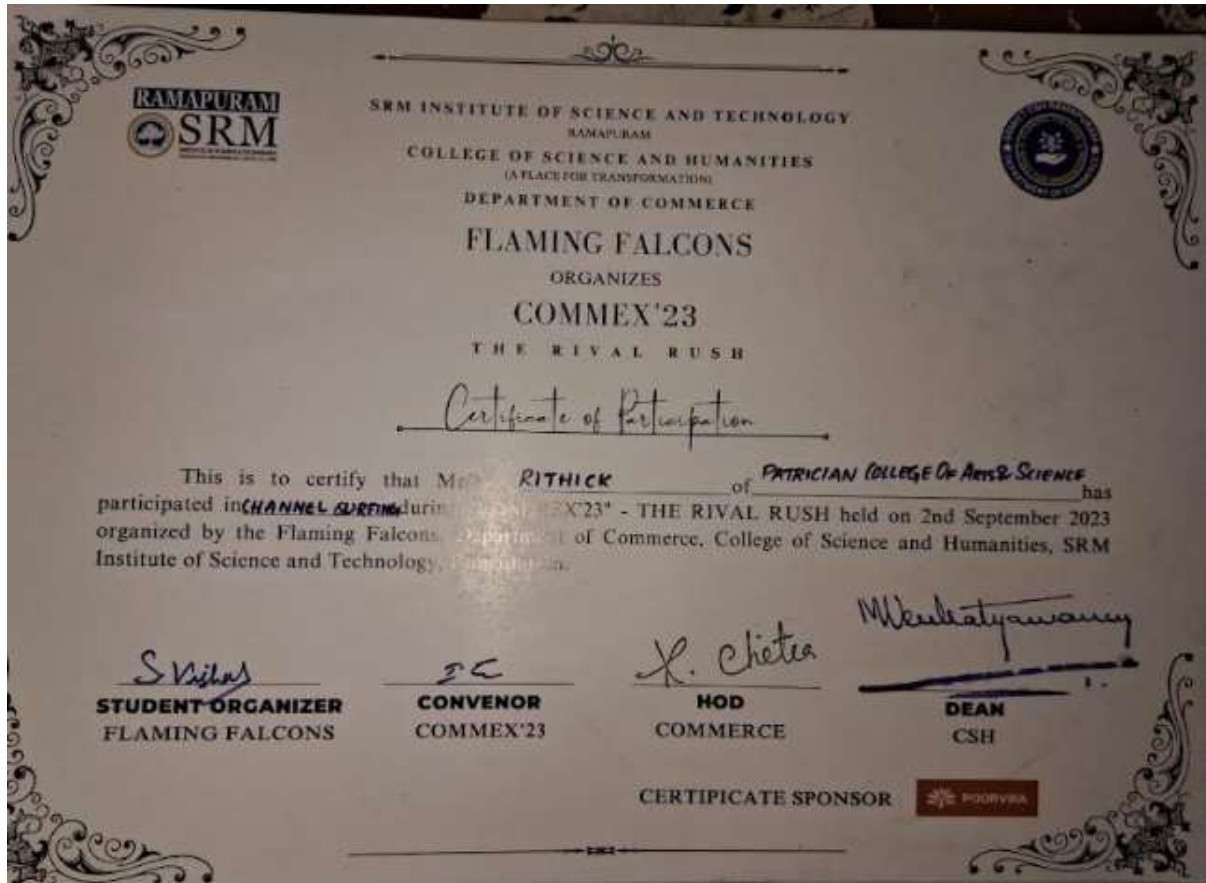 RAMAPURAM
SRM
SRM INSTITUTE OF SCIENCE AND TECHNOLOGY
RAMAPURAM
COLLEGE OF SCIENCE AND HUMANITIES
(A PLACE FOR TRANSFORMATION)
DEPARTMENT OF COMMERCE
FLAMING FALCONS
ORGANIZES
COMMEX'23
THE RIVAL RUSH
Certificate of Participation
This is to certify that RITHICK of PATRICIAN COLLEGE OF ARTS & SCIENCE has
participated in CHANNEL SURFING - THE RIVAL RUSH held on 2nd September 2023
organized by the Flaming Falcons, Department of Commerce, College of Science and Humanities, SRM
Institute of Science and Technology,
S Vishal
I C
STUDENT ORGANIZER
CONVENOR
HOD
DEAN
FLAMING FALCONS
COMMEX'23
COMMERCE
CSH
CERTIPICATE SPONSOR
POORVIKA